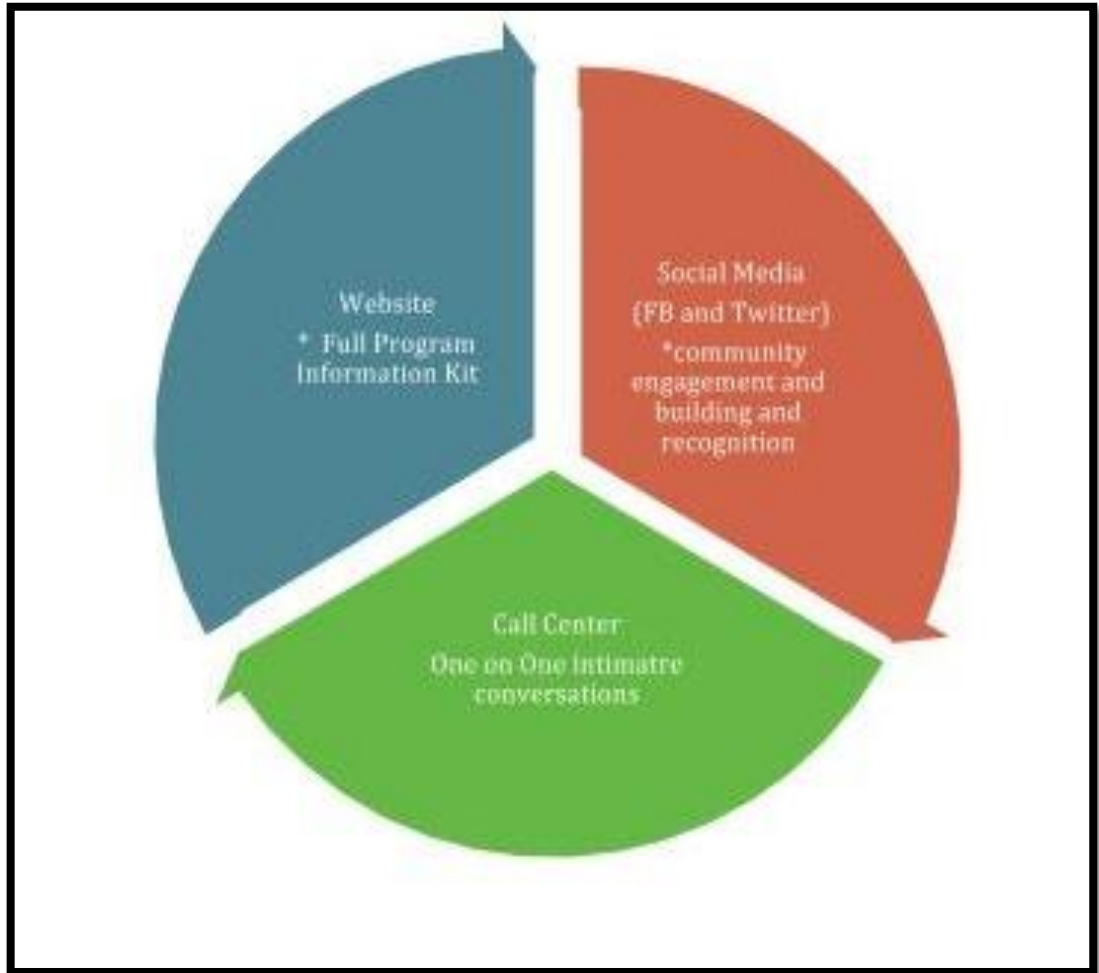 Website
* Full Program
Information Kit
Social Media
(FB and Twitter)
*community
engagement and
building and
recognition
Call Center
One on One intimatre
conversations